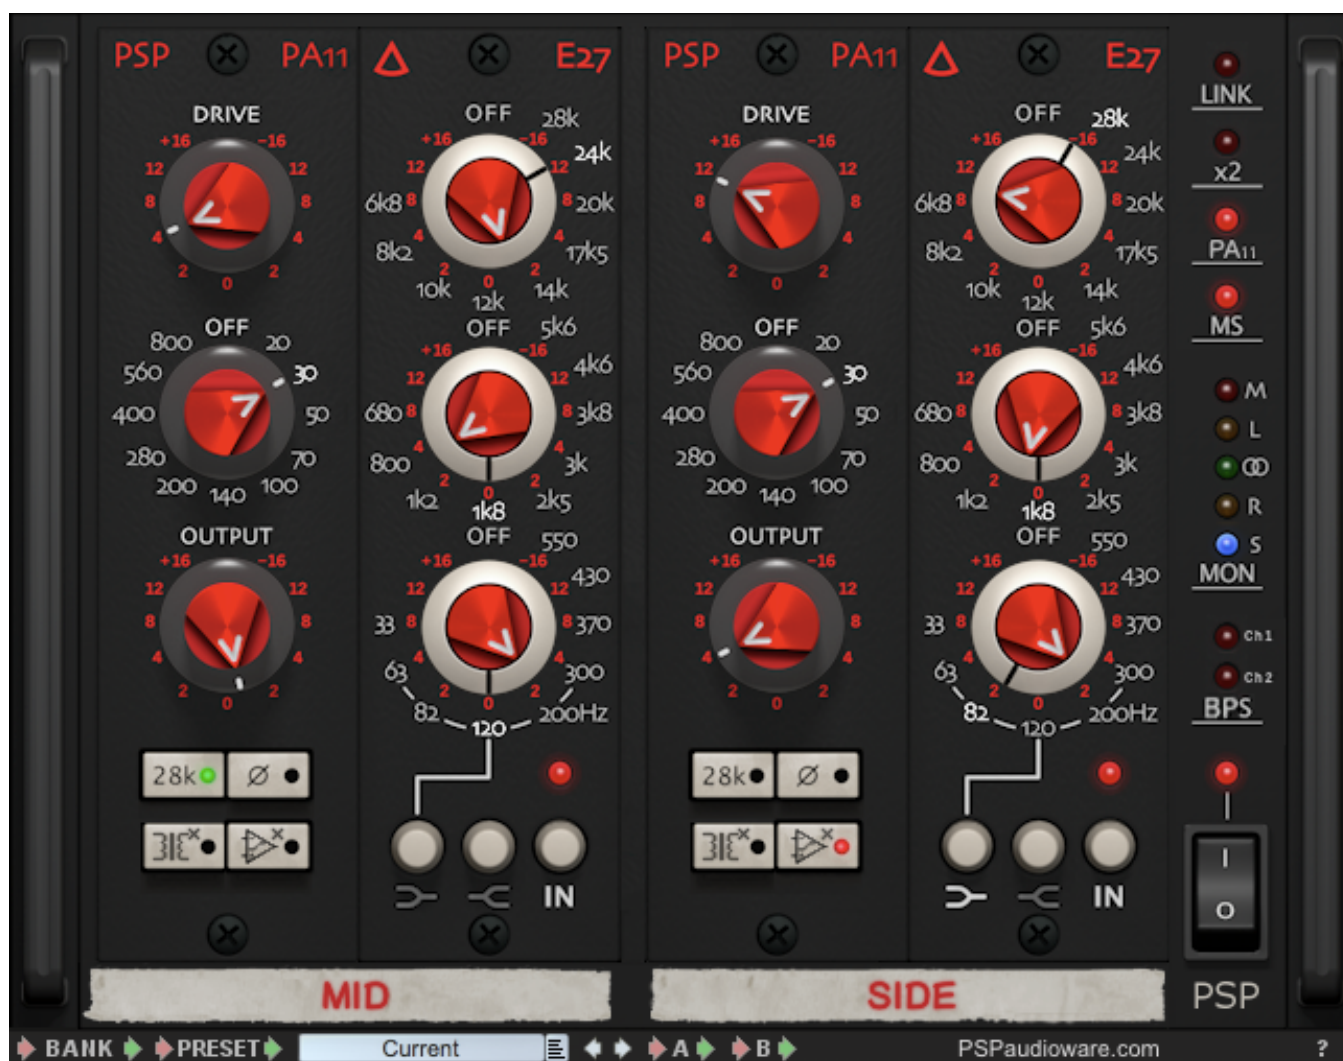 PSP PA11 E27 PSP PA11 E27
LINK
DRIVE OFF 28k DRIVE OFF 28k
+16 -16 +16 -16 24k +16 -16 +16 -16 24k
x2
12 12 12 12 12 12 12 12
8 8 6k8 8 8 20k 8 8 6k8 8 8 20k
PA11
4 4 8k2 4 4 17k5 4 4 8k2 4 4 17k5
2 0 2 10k 2 0 2 14k 2 0 2 10k 2 0 2 14k
12k 12k
MS
OFF OFF 5k6 OFF OFF 5k6
800 20 +16 -16 4k6 800 20 +16 -16 4k6
560 30 12 12 560 30 12 12
M
400 50 680 8 8 3k8 400 50 680 8 8 3k8
L
280 70 800 4 4 3k 280 70 800 4 4 3k
200 140 100 1k2 2 0 2 2k5 200 140 100 1k2 2 0 2 2k5
1k8 1k8
R
OUTPUT OFF 550 OUTPUT OFF 550
S
+16 -16 +16 -16 430 +16 -16 +16 -16 430
MON
12 12 12 12 12 12 12 12
8 8 33 8 8 370 8 8 33 8 8 370
Ch1
4 4 63 4 4 300 4 4 63 4 4 300
Ch2
2 0 2 82 2 0 2 200Hz 2 0 2 82 2 0 2 200Hz
120 120
BPS
28k Ø 28k Ø
IN IN
I
O
MID SIDE PSP
BANK PRESET Current A B PSPaudioware.com ?